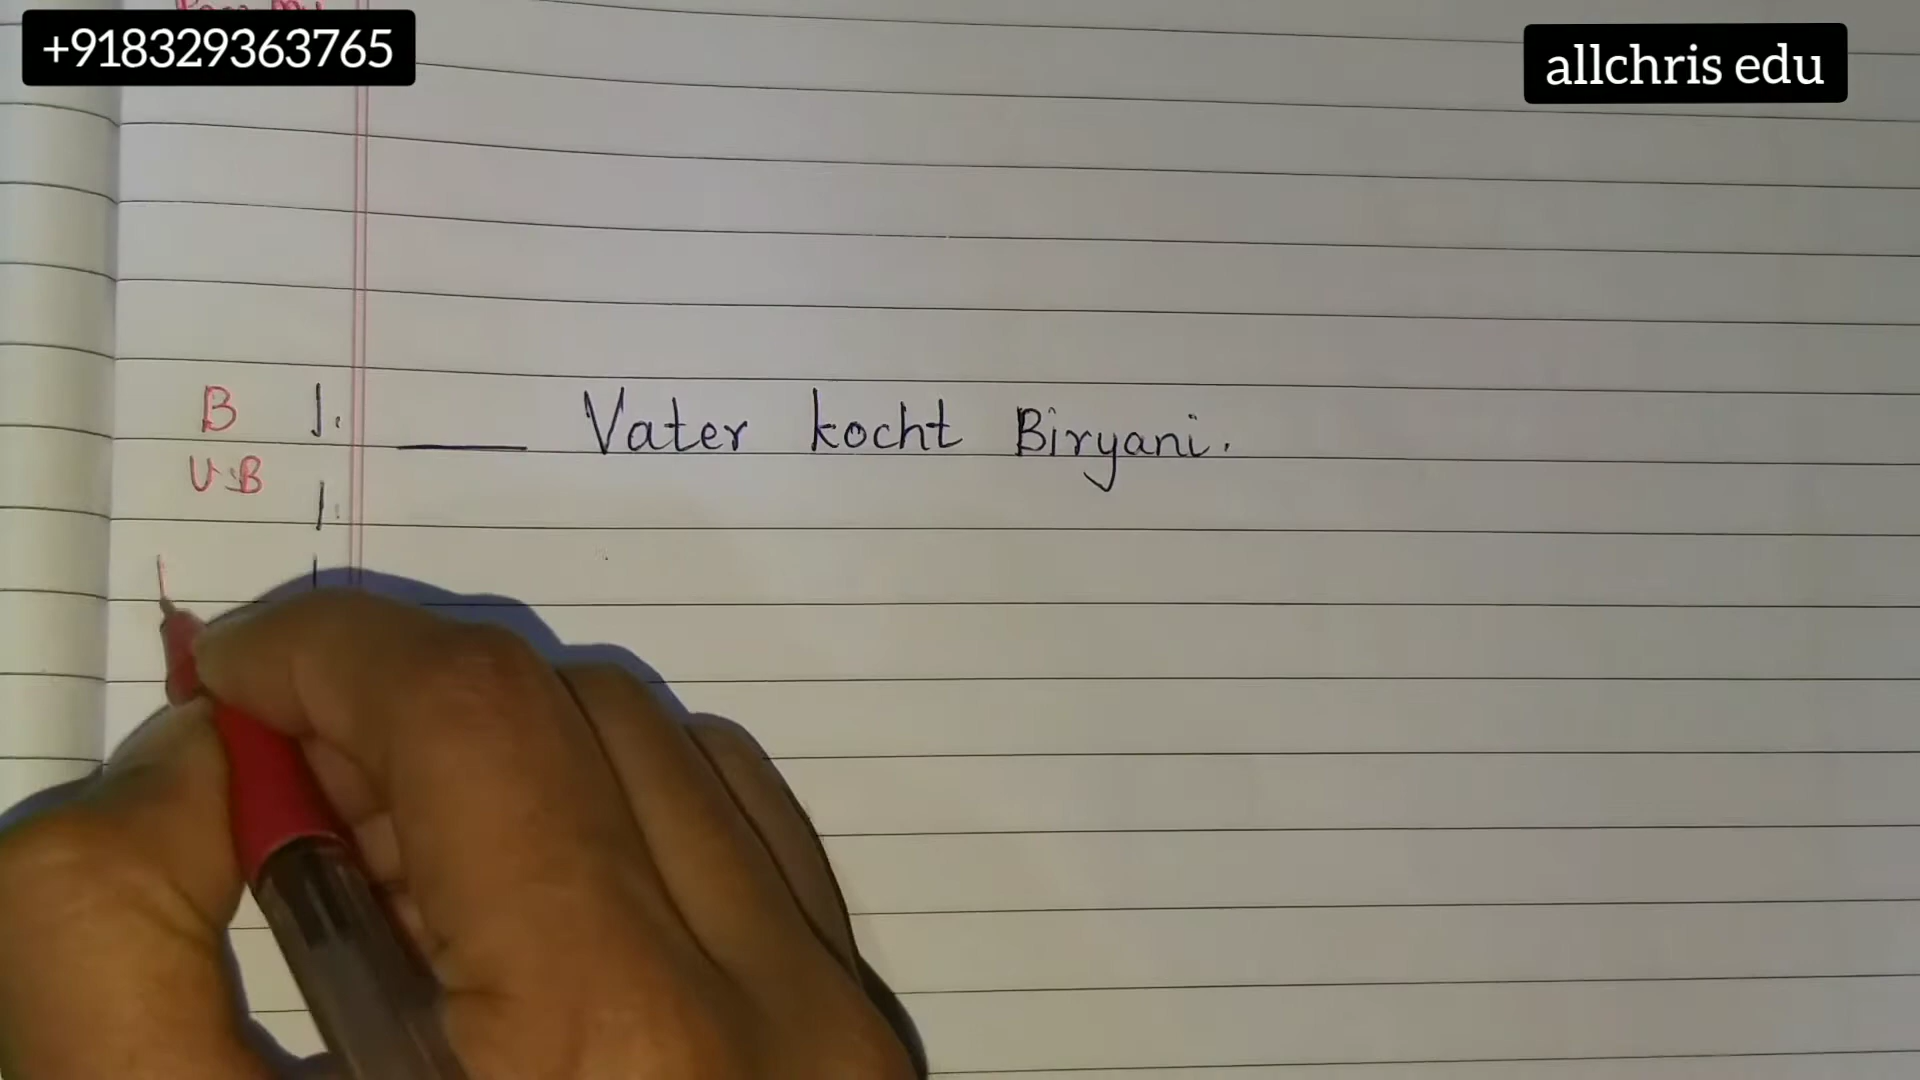 +918329363765
allchris edu
B 1. ____ Vater kocht Biryani.
U.B 1.